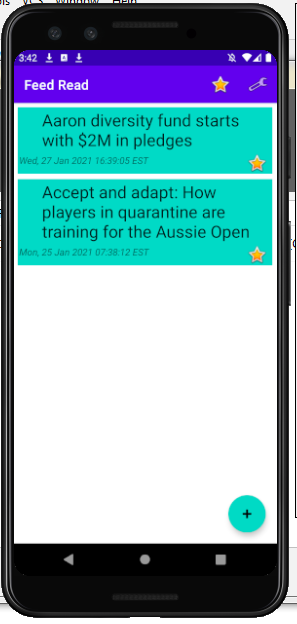 Window Help
3:42
Feed Read
Aaron diversity fund starts
with $2M in pledges
Wed, 27 Jan 2021 16:39:05 EST
Accept and adapt: How
players in quarantine are
training for the Aussie Open
Mon, 25 Jan 2021 07:38:12 EST
+